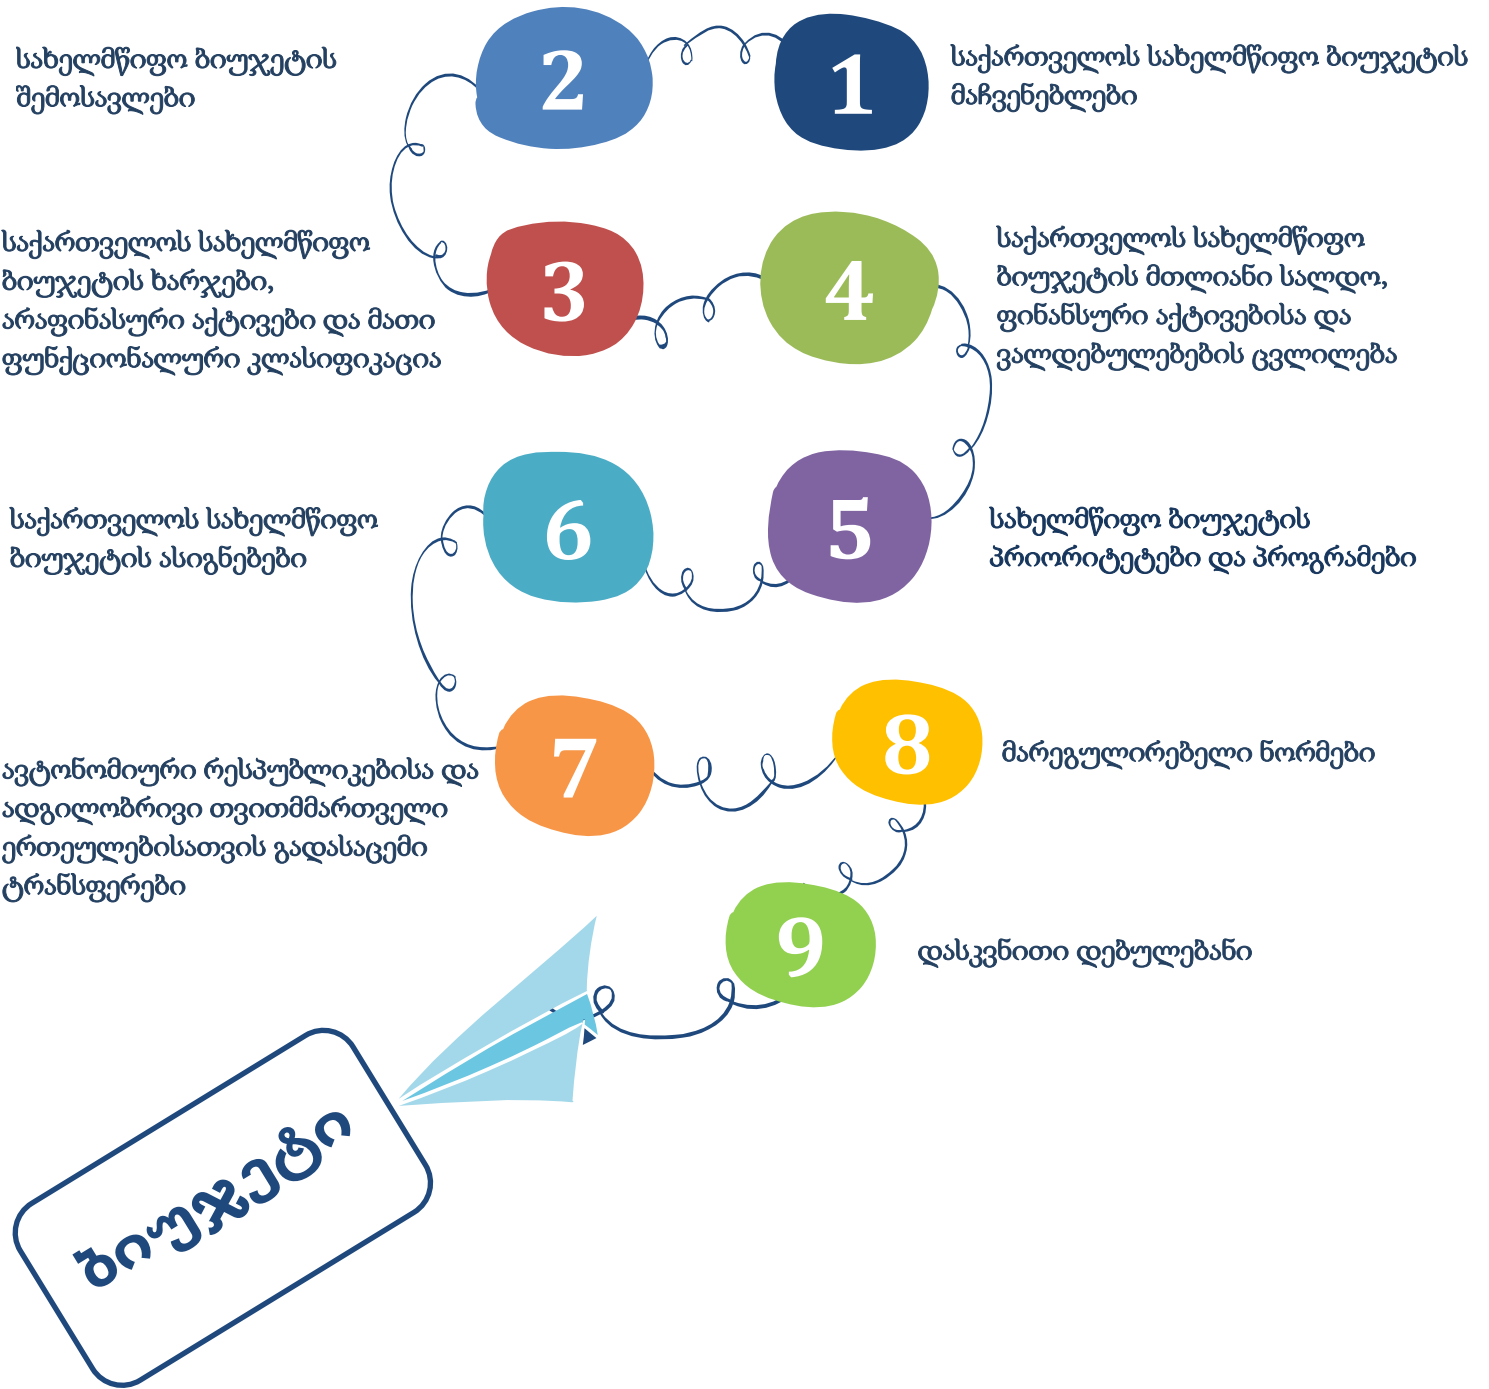 1
საქართველოს სახელმწიფო ბიუჯეტის
მაჩვენებლები
2
სახელმწიფო ბიუჯეტის
შემოსავლები
3
საქართველოს სახელმწიფო
ბიუჯეტის ხარჯები,
არაფინასური აქტივები და მათი
ფუნქციონალური კლასიფიკაცია
4
საქართველოს სახელმწიფო
ბიუჯეტის მთლიანი სალდო,
ფინანსური აქტივებისა და
ვალდებულებების ცვლილება
5
სახელმწიფო ბიუჯეტის
პრიორიტეტები და პროგრამები
6
საქართველოს სახელმწიფო
ბიუჯეტის ასიგნებები
7
ავტონომიური რესპუბლიკებისა და
ადგილობრივი თვითმმართველი
ერთეულებისათვის გადასაცემი
ტრანსფერები
8
მარეგულირებელი ნორმები
9
დასკვნითი დებულებანი
ბიუჯეტი